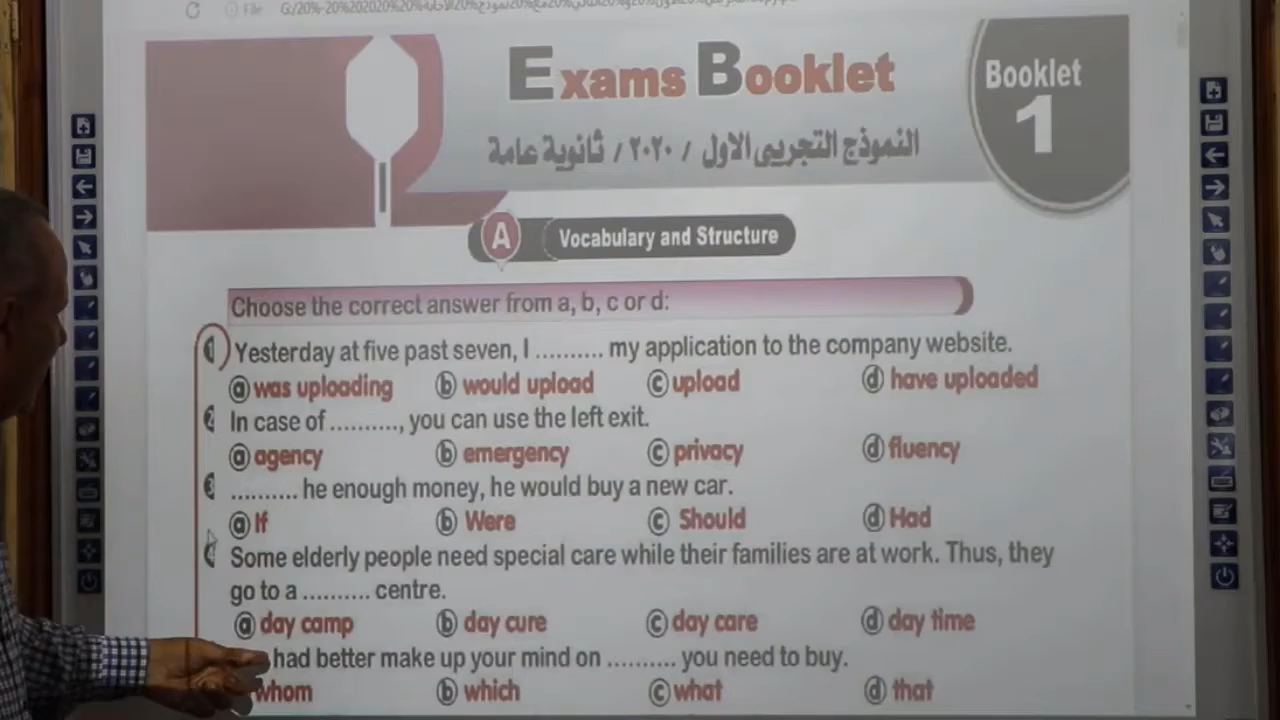 File
Exams Booklet
Booklet
1
النموذج التجريبى الاول / ٢٠٢٠ / ثانوية عامة
A Vocabulary and Structure
Choose the correct answer from a, b, c or d:
1 Yesterday at five past seven, I .......... my application to the company website.
a was uploading b would upload c upload d have uploaded
2 In case of .........., you can use the left exit.
a agency b emergency c privacy d fluency
3 .......... he enough money, he would buy a new car.
a If b Were c Should d Had
Some elderly people need special care while their families are at work. Thus, they
go to a .......... centre.
a day camp b day cure c day care d day time
had better make up your mind on .......... you need to buy.
whom b which c what d that